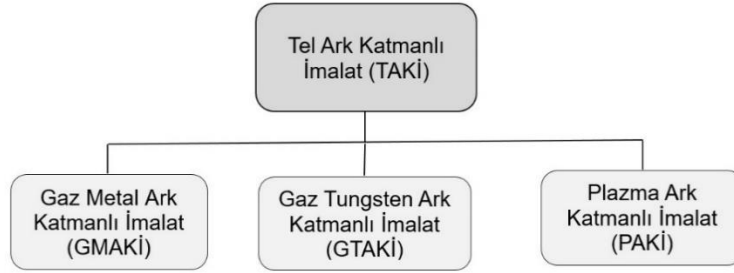 Tel Ark Katmanlı
İmalat (TAKİ)
Gaz Metal Ark
Katmanlı İmalat
(GMAKİ)
Gaz Tungsten Ark
Katmanlı İmalat
(GTAKİ)
Plazma Ark
Katmanlı İmalat
(PAKİ)